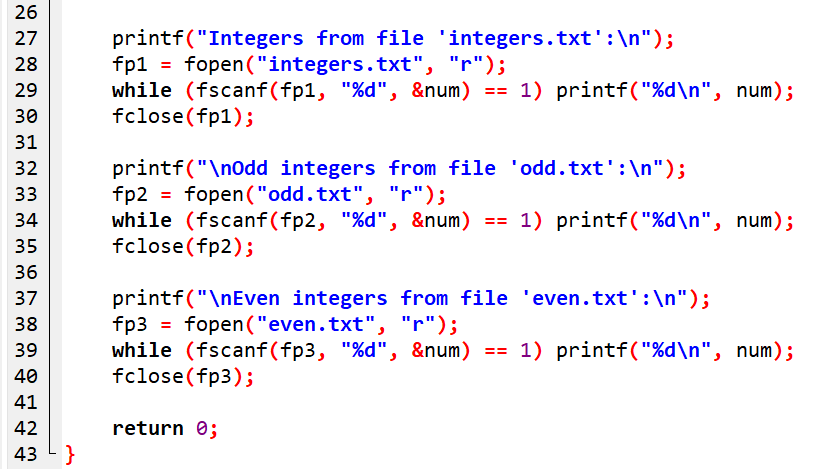 26
27     printf("Integers from file 'integers.txt':\n");
28     fp1 = fopen("integers.txt", "r");
29     while (fscanf(fp1, "%d", &num) == 1) printf("%d\n", num);
30     fclose(fp1);
31
32     printf("\nOdd integers from file 'odd.txt':\n");
33     fp2 = fopen("odd.txt", "r");
34     while (fscanf(fp2, "%d", &num) == 1) printf("%d\n", num);
35     fclose(fp2);
36
37     printf("\nEven integers from file 'even.txt':\n");
38     fp3 = fopen("even.txt", "r");
39     while (fscanf(fp3, "%d", &num) == 1) printf("%d\n", num);
40     fclose(fp3);
41
42     return 0;
43 }